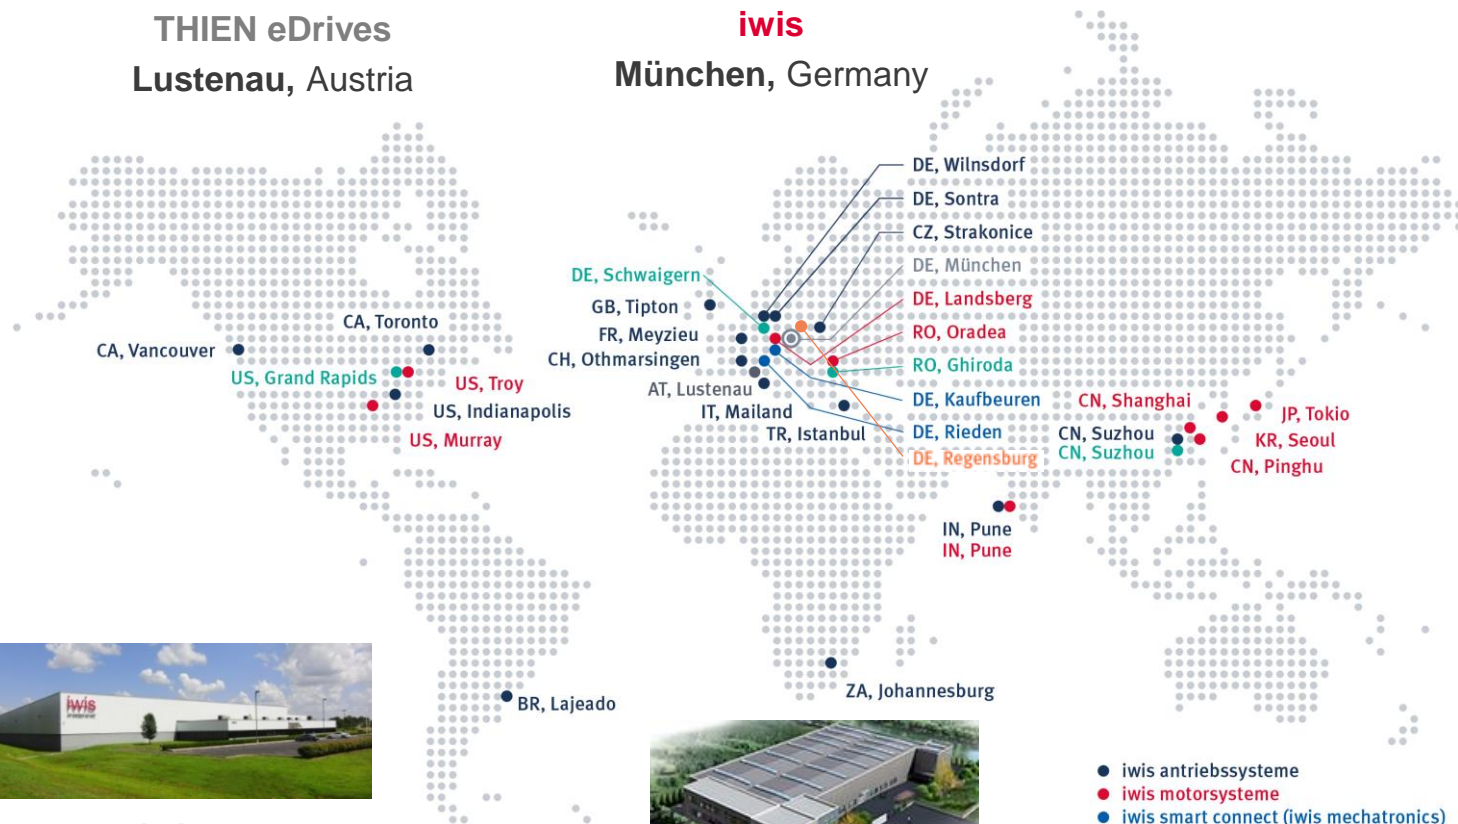 THIEN eDrives
Lustenau, Austria
iwis
München, Germany
DE, Wilnsdorf
DE, Sontra
CZ, Strakonice
DE, München
DE, Schwaigern
DE, Landsberg
GB, Tipton
CA, Toronto
FR, Meyzieu
RO, Oradea
CA, Vancouver
CH, Othmarsingen
RO, Ghiroda
US, Grand Rapids
US, Troy
AT, Lustenau
DE, Kaufbeuren
CN, Shanghai
US, Indianapolis
IT, Mailand
JP, Tokio
TR, Istanbul
DE, Rieden
CN, Suzhou
KR, Seoul
US, Murray
CN, Suzhou
DE, Regensburg
CN, Pinghu
IN, Pune
IN, Pune
ZA, Johannesburg
BR, Lajeado
iwis
iwis antriebssysteme
iwis motorsysteme
iwis smart connect (iwis mechatronics)